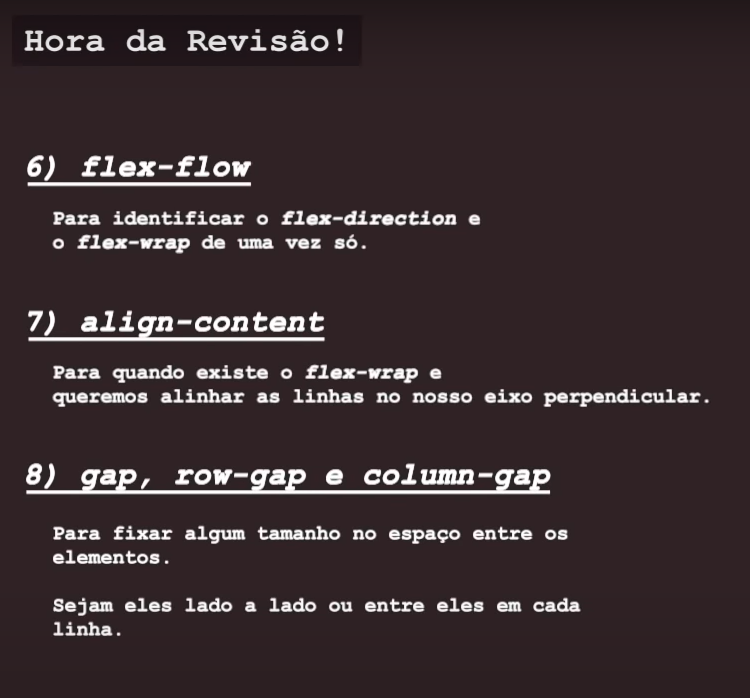 Hora da Revisão!
6) flex-flow
Para identificar o flex-direction e
o flex-wrap de uma vez só.
7) align-content
Para quando existe o flex-wrap e
queremos alinhar as linhas no nosso eixo perpendicular.
8) gap, row-gap e column-gap
Para fixar algum tamanho no espaço entre os
elementos.
Sejam eles lado a lado ou entre eles em cada
linha.